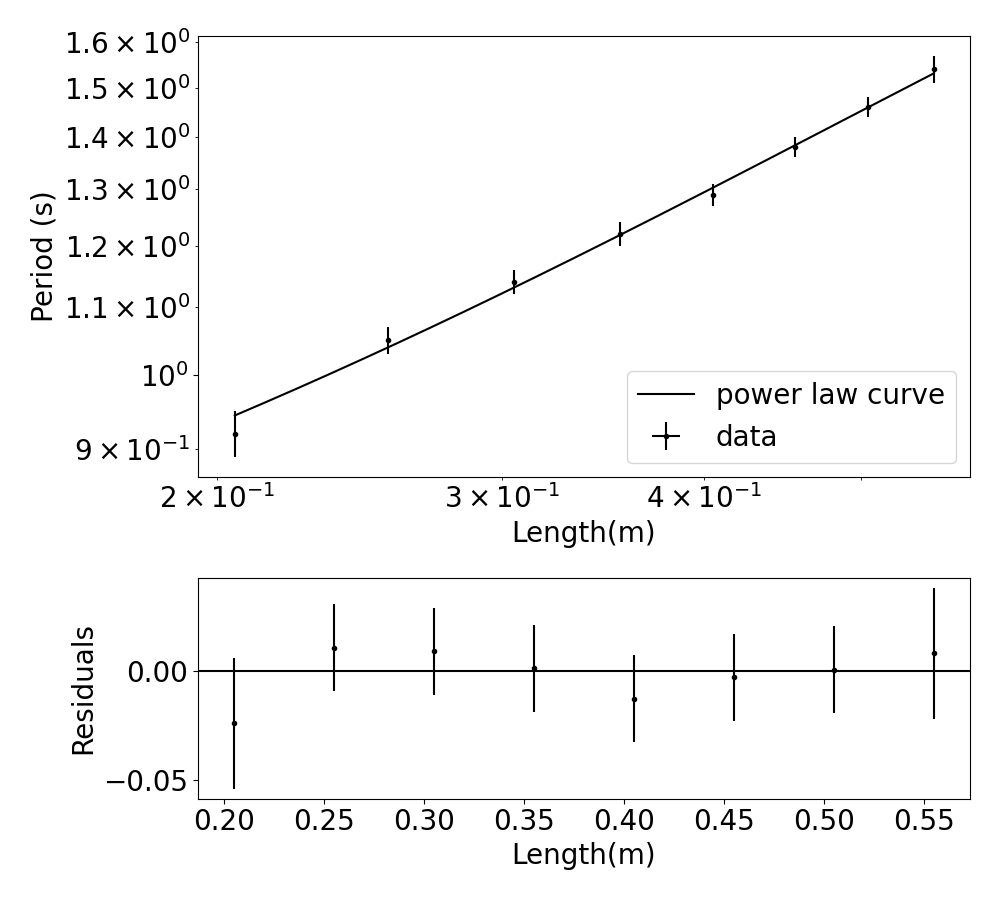 1.6 × 10⁰
1.5 × 10⁰
1.4 × 10⁰
1.3 × 10⁰
1.2 × 10⁰
1.1 × 10⁰
10⁰
9 × 10⁻¹
Period (s)
power law curve
data
2 × 10⁻¹ 3 × 10⁻¹ 4 × 10⁻¹
Length(m)
0.00
−0.05
Residuals
0.20 0.25 0.30 0.35 0.40 0.45 0.50 0.55
Length(m)